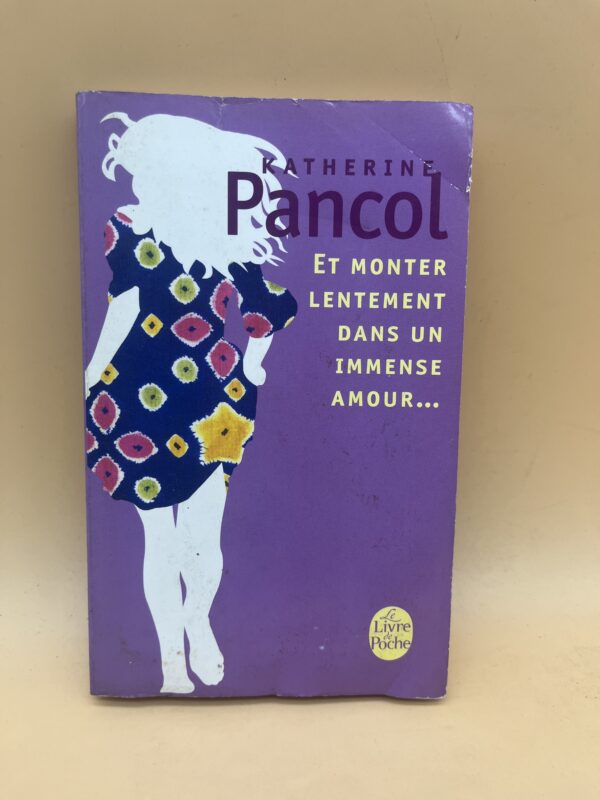 KATHERINE
Pancol
ET MONTER
LENTEMENT
DANS UN
IMMENSE
AMOUR...
Le
Livre
de
Poche